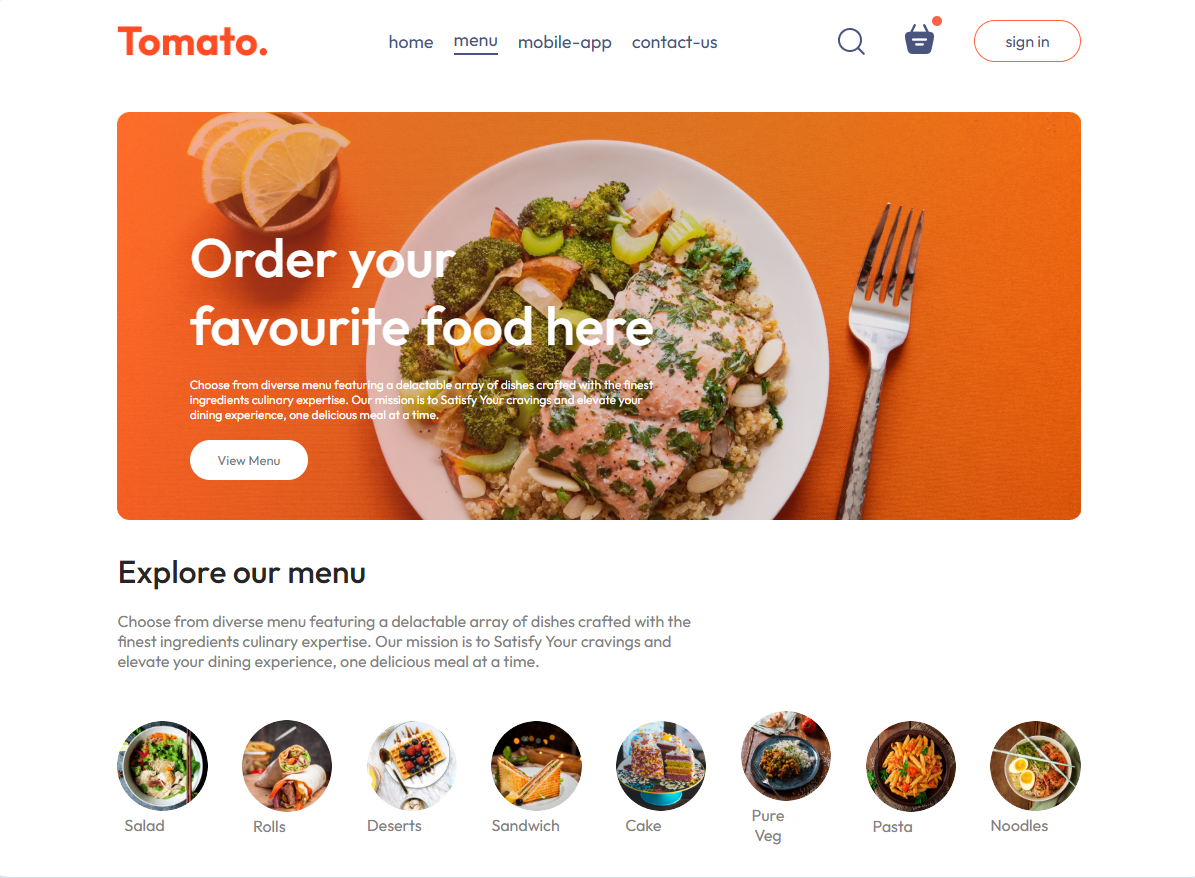 Tomato.
home menu mobile-app contact-us
sign in
Order your
favourite food here
Choose from diverse menu featuring a delactable array of dishes crafted with the finest
ingredients culinary expertise. Our mission is to Satisfy Your cravings and elevate your
dining experience, one delicious meal at a time.
View Menu
Explore our menu
Choose from diverse menu featuring a delactable array of dishes crafted with the
finest ingredients culinary expertise. Our mission is to Satisfy Your cravings and
elevate your dining experience, one delicious meal at a time.
Salad
Rolls
Deserts
Sandwich
Cake
Pure
Veg
Pasta
Noodles